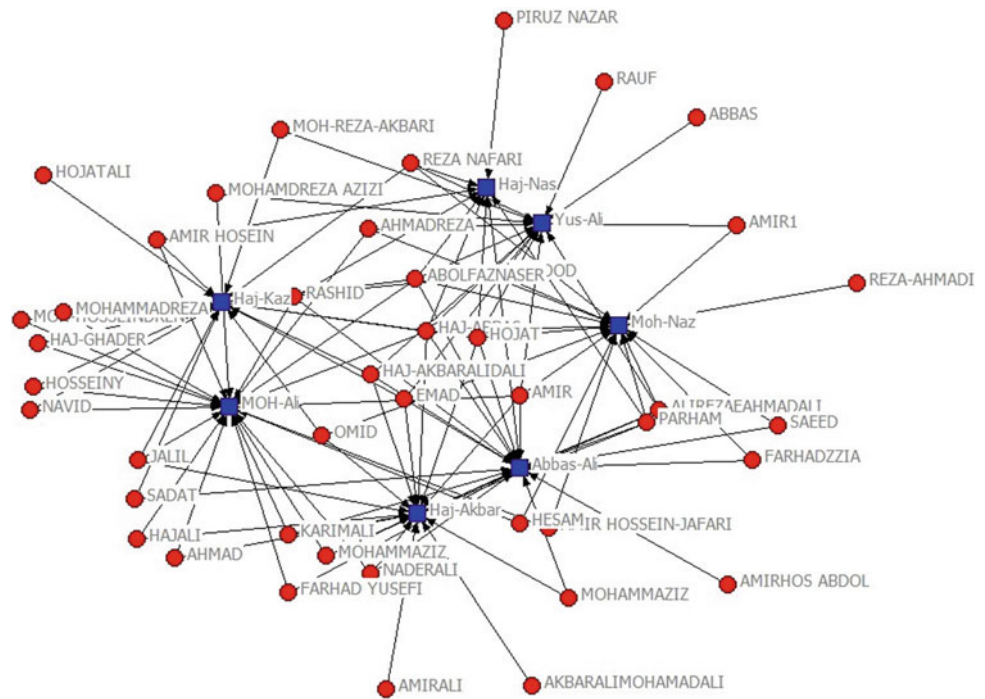 PIRUZ NAZAR
RAUF
ABBAS
MOH-REZA-AKBARI
REZA NAFARI
HOJATALI
Haj-Nas
MOHAMDREZA AZIZI
Yus-Ali
AHMADREZA
AMIR1
AMIR HOSEIN
ABOLFAZNASER
REZA-AHMADI
RASHID
Haj-Kaz
MOHAMMADREZA
Moh-Naz
HOJAT
HAJ-GHADER
HAJ-AKBARALIDALI
HOSSEINY
EMAD
AMIR
NAVID
MOH-Ali
PARHAM
SAEED
OMID
JALIL
FARHADZZIA
Abbas-Ali
SADAT
Haj-Akbar
HESAM
HOSSEIN-JAFARI
KARIMALI
HAJALI
AHMAD
MOHAMMAZIZ
NADERALI
AMIRHOS ABDOL
FARHAD YUSEFI
MOHAMMAZIZ
AMIRALI
AKBARALIMOHAMADALI